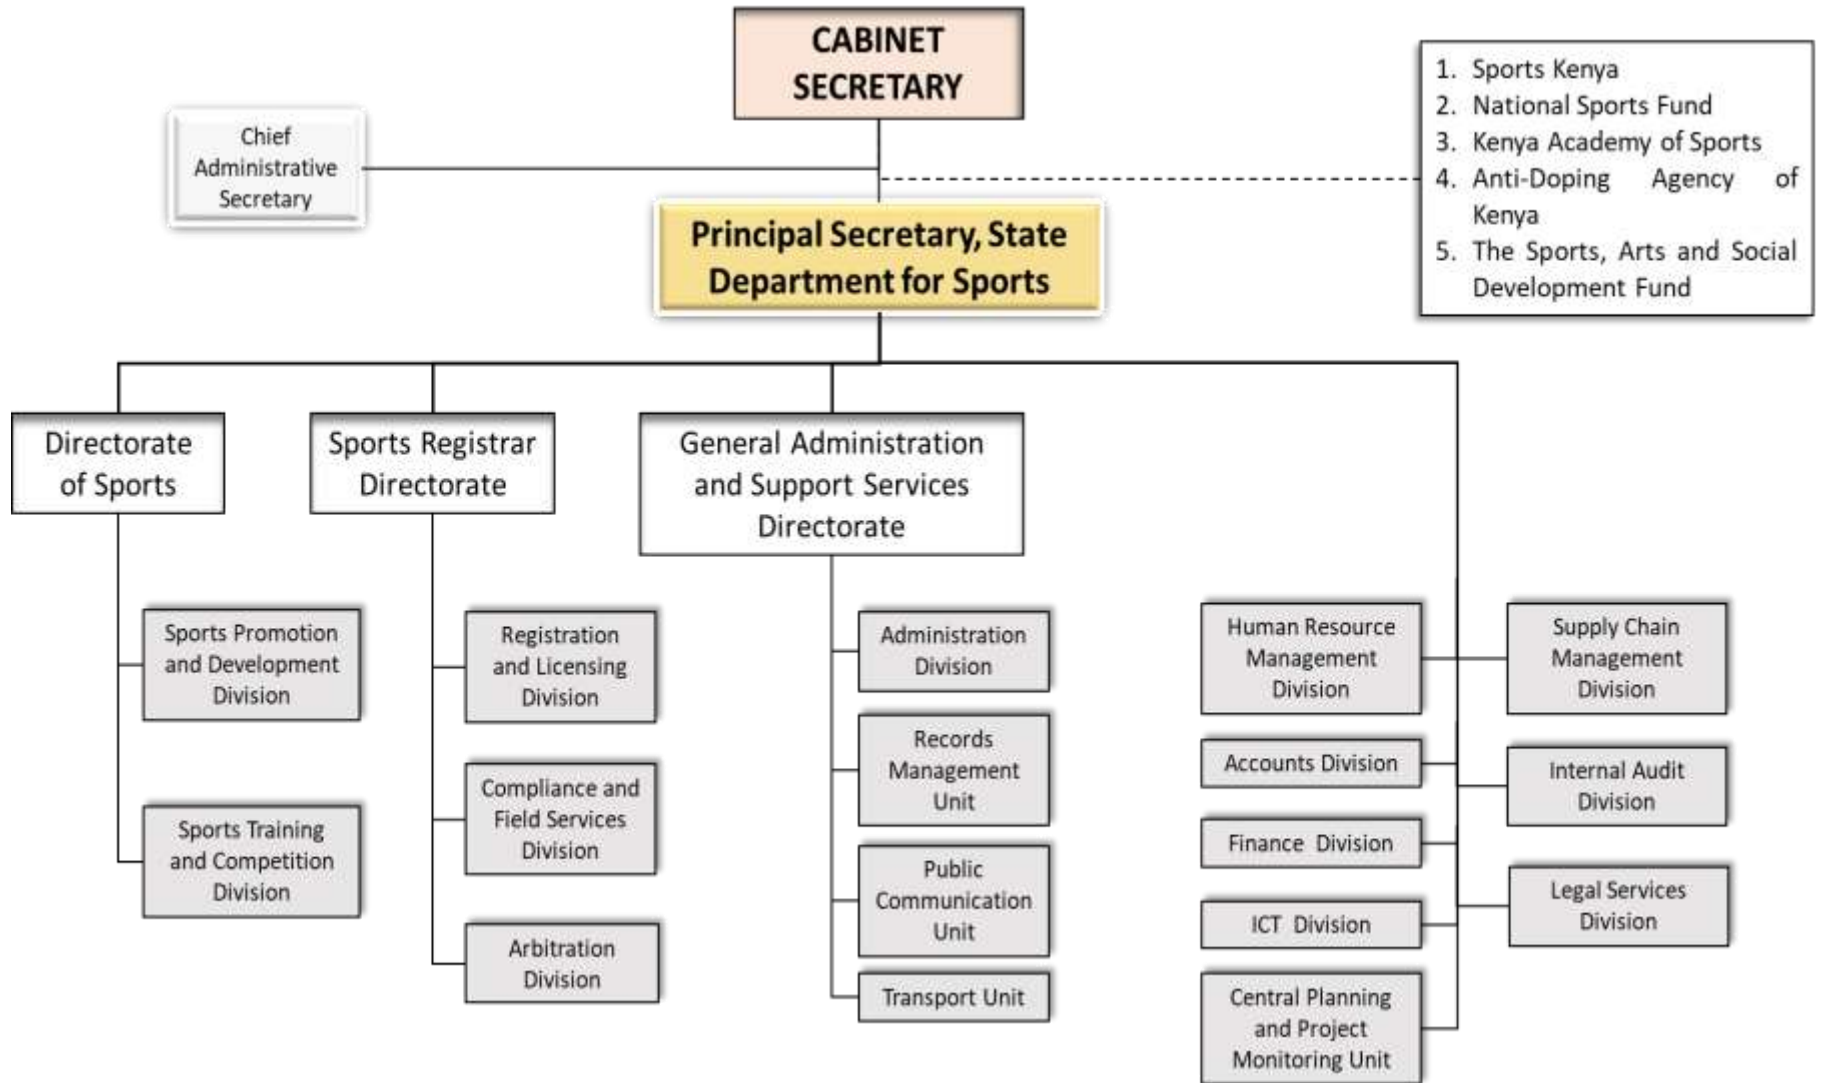 CABINET
SECRETARY
Chief
Administrative
Secretary
1. Sports Kenya
2. National Sports Fund
3. Kenya Academy of Sports
4. Anti-Doping Agency of
Kenya
5. The Sports, Arts and Social
Development Fund
Principal Secretary, State
Department for Sports
Directorate
of Sports
Sports Registrar
Directorate
General Administration
and Support Services
Directorate
Sports Promotion
and Development
Division
Sports Training
and Competition
Division
Registration
and Licensing
Division
Compliance and
Field Services
Division
Arbitration
Division
Administration
Division
Records
Management
Unit
Public
Communication
Unit
Transport Unit
Human Resource
Management
Division
Accounts Division
Finance Division
ICT Division
Central Planning
and Project
Monitoring Unit
Supply Chain
Management
Division
Internal Audit
Division
Legal Services
Division